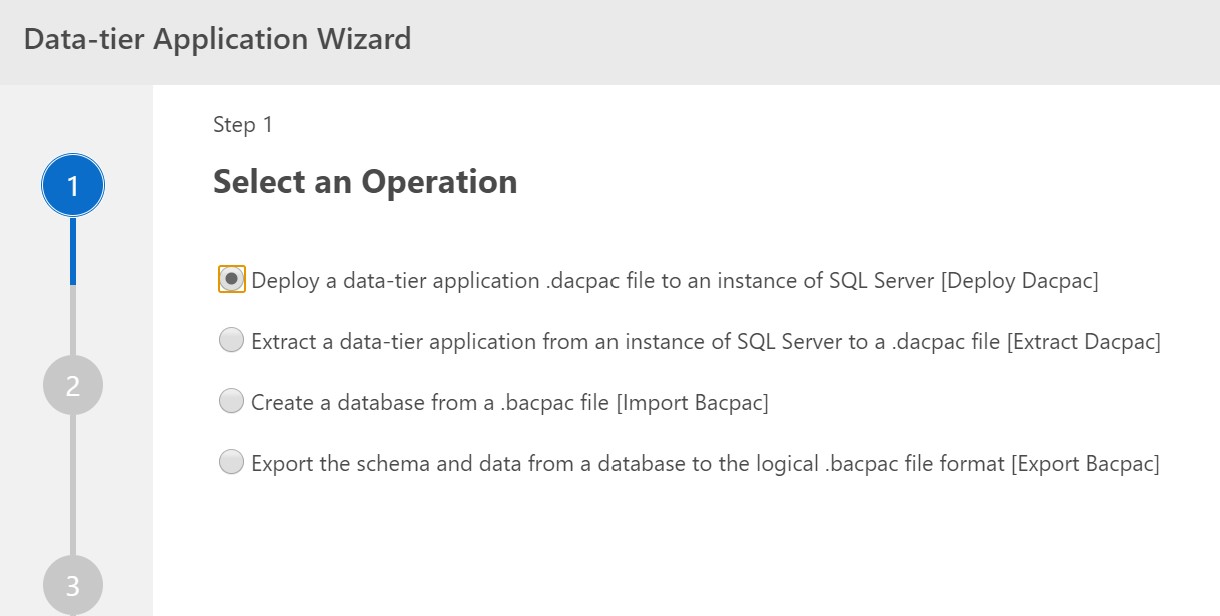 Data-tier Application Wizard
Step 1
Select an Operation
1
Deploy a data-tier application .dacpac file to an instance of SQL Server [Deploy Dacpac]
Extract a data-tier application from an instance of SQL Server to a .dacpac file [Extract Dacpac]
2
Create a database from a .bacpac file [Import Bacpac]
Export the schema and data from a database to the logical .bacpac file format [Export Bacpac]
3